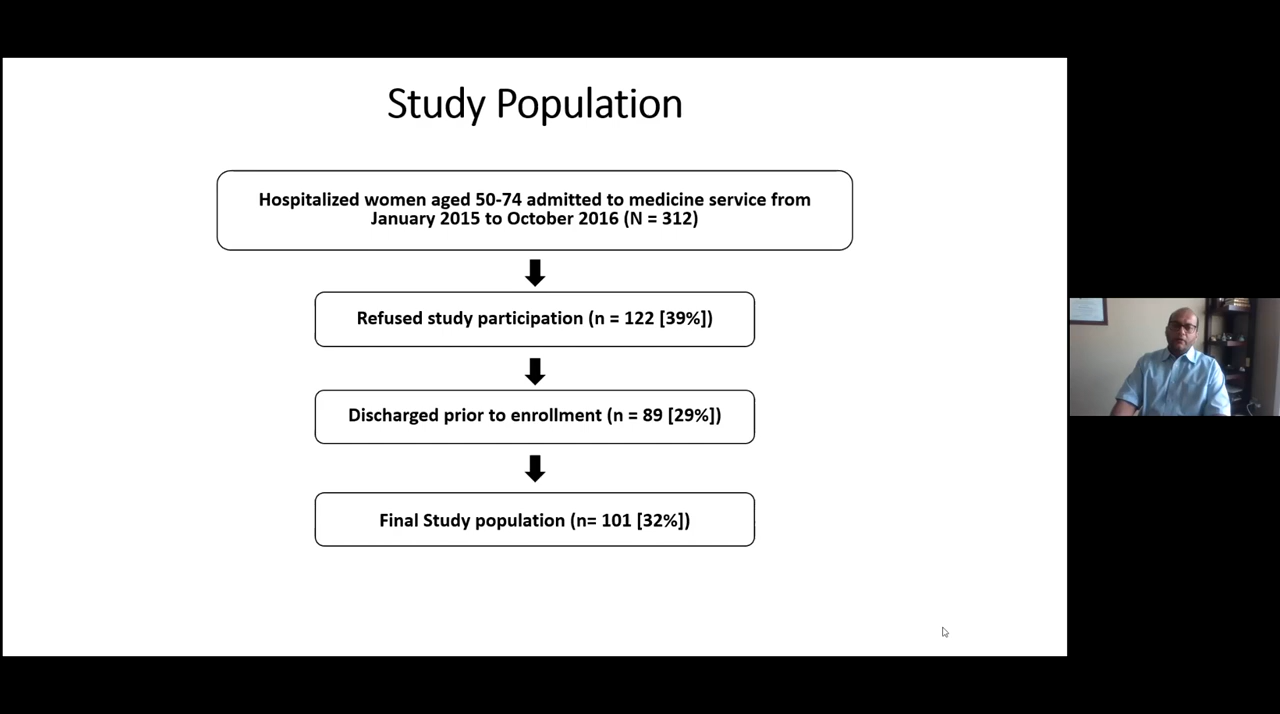 Study Population
Hospitalized women aged 50-74 admitted to medicine service from
January 2015 to October 2016 (N = 312)
Refused study participation (n = 122 [39%])
Discharged prior to enrollment (n = 89 [29%])
Final Study population (n= 101 [32%])